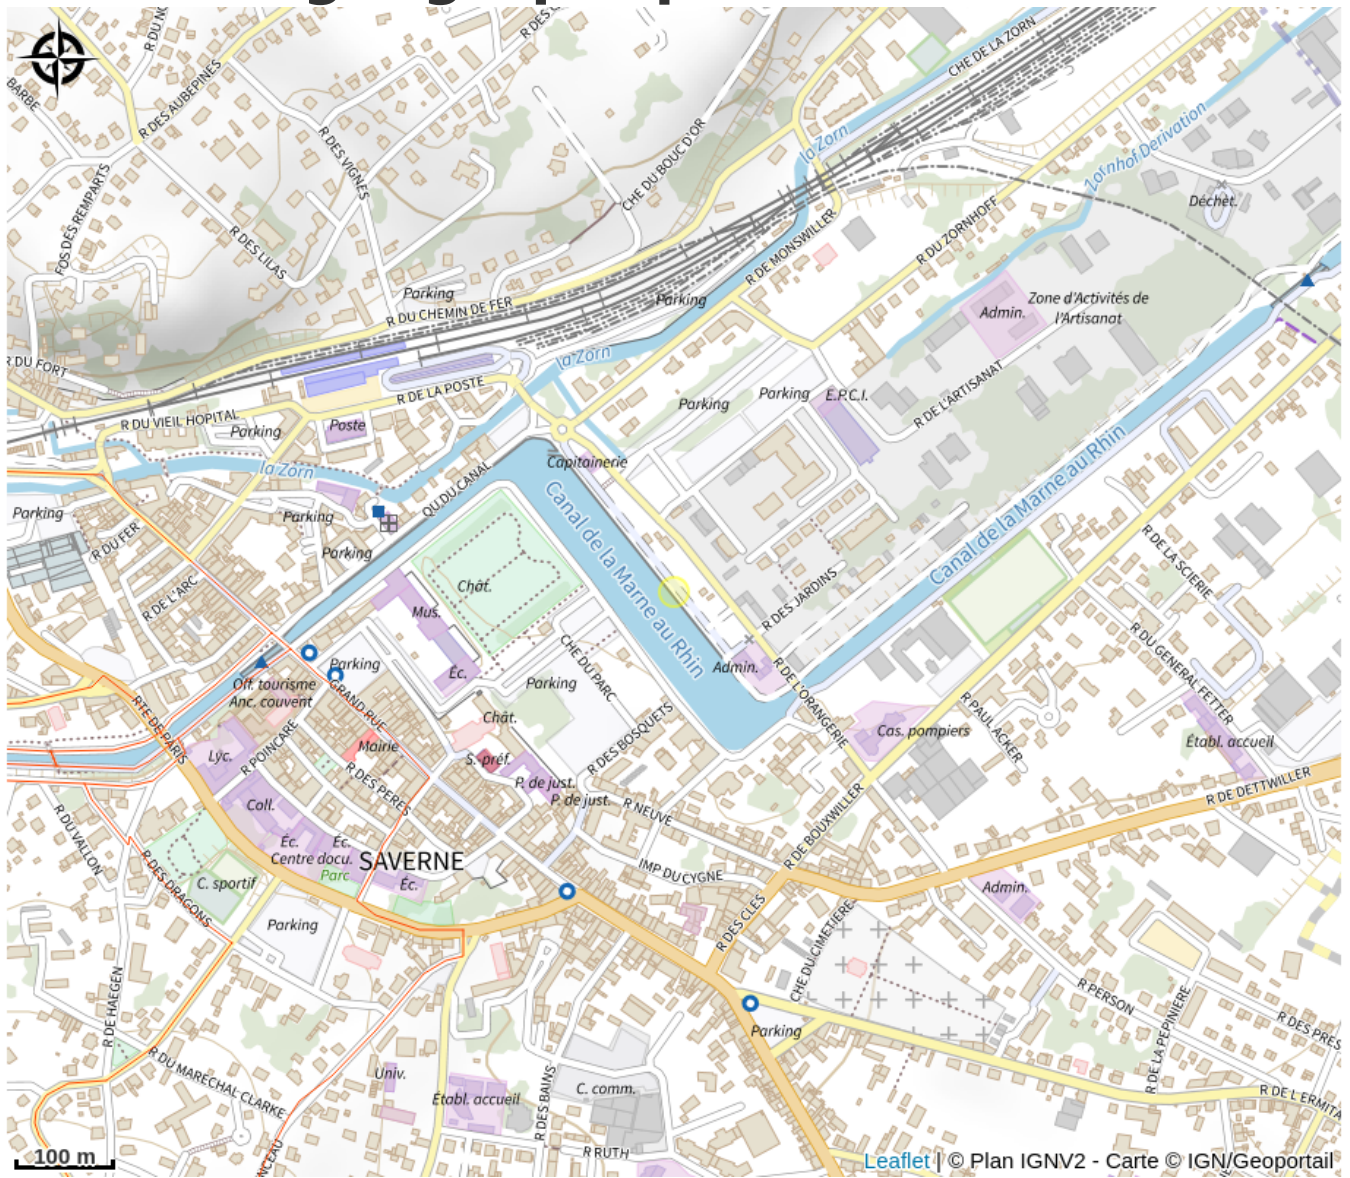 R DES AUBEPINES
BARBE
R DES VIGNES
CHE DU BOUC D'OR
CHE DE LA ZORN
la Zorn
Zornhof Derivation
FOS DES REMPARTS
R DES LILAS
Déchèt.
R DU ZORNHOFF
R DE MONSWILLER
Parking
R DU CHEMIN DE FER
Parking
Admin.
Zone d'Activités de
l'Artisanat
R DU FORT
la Zorn
R DE LA POSTE
Parking
Parking
E.P.C.I.
R DE L'ARTISANAT
R DU VIEIL HOPITAL
Parking
Poste
la Zorn
Capitainerie
QU DU CANAL
Canal de la Marne au Rhin
Canal de la Marne au Rhin
Parking
Parking
R DU FER
Parking
R DE LA SCIERIE
R DE L'ARC
Chât.
Mus.
R DES JARDINS
R DU GENERAL FETTER
Parking
Éc.
CHE DU PARC
Parking
Admin.
R DE L'ORANGERIE
Off. tourisme
Anc. couvent
GRAND RUE
Chât.
R PAUL ACKER
RTE DE PARIS
R POINCARE
Mairie
S.-préf.
R DES BOSQUETS
Cas. pompiers
Établ. accueil
Lyc.
R DES PERES
P. de just.
P. de just.
R NEUVE
R DE BOUXWILLER
R DE DETTWILLER
R DU VALLON
Coll.
Éc.
Éc.
Centre docu.
SAVERNE
Parc
Éc.
IMP DU CYGNE
R DES DRAGONS
C. sportif
Admin.
Parking
R DES CLES
CHE DU CIMETIERE
R DE HAEGEN
R PERSON
R DE LA PEPINIERE
R DES PRES
Parking
R DU MARECHAL CLARKE
Univ.
Établ. accueil
R DES BAINS
C. comm.
R DE L'ERMITA
NCEAU
R RUTH
100 m
Leaflet | © Plan IGNV2 - Carte © IGN/Geoportail